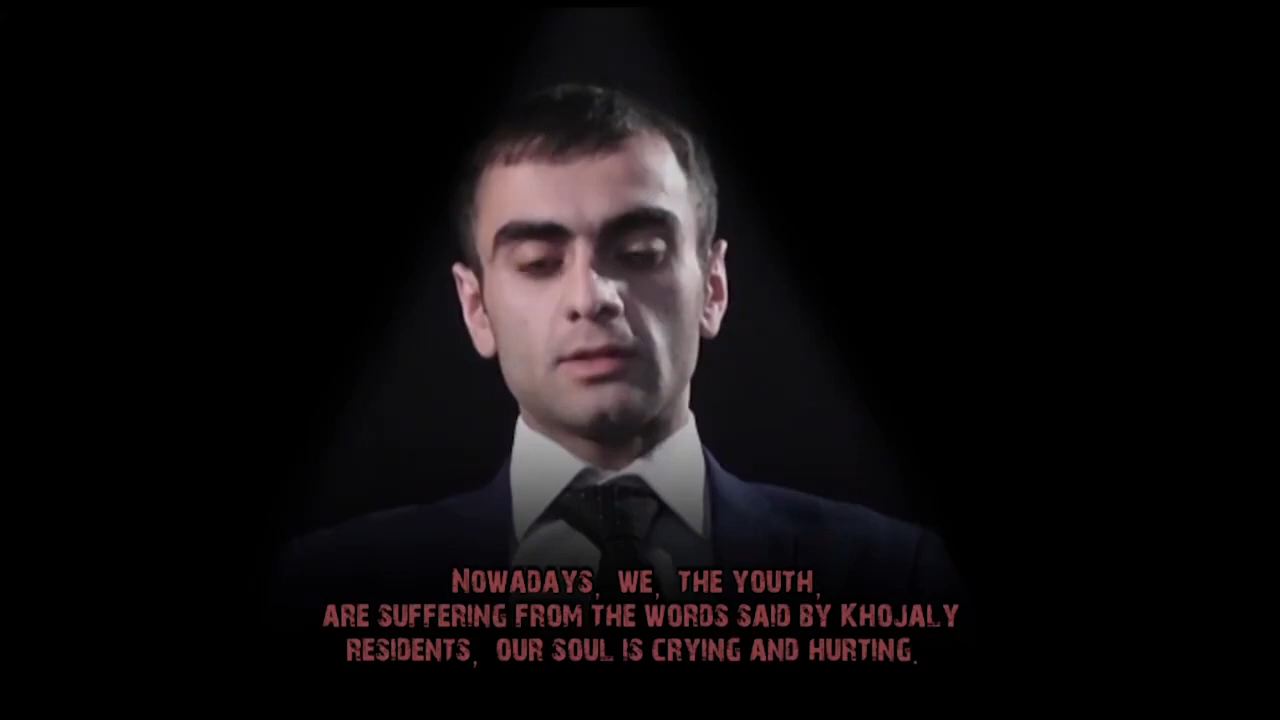 Nowadays, we, the youth,
are suffering from the words said by Khojaly
residents, our soul is crying and hurting.